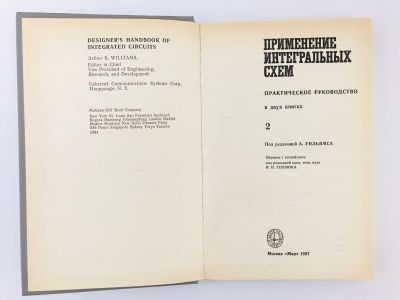 DESIGNER'S HANDBOOK OF
INTEGRATED CIRCUITS
Arthur B. WILLIAMS,
Editor in Chief
Vice President of Engineering,
Research, and Development
Coherent Communications Systems Corp.
Hauppauge, N. Y.
McGraw-Hill Book Company
New York St. Louis San Francisco Auckland
Bogota Hamburg Johannesburg London Madrid
Mexico Montreal New Delhi Panama Paris
São Paulo Singapore Sydney Tokyo Toronto
1984
ПРИМЕНЕНИЕ
ИНТЕГРАЛЬНЫХ
СХЕМ
ПРАКТИЧЕСКОЕ РУКОВОДСТВО
В ДВУХ КНИГАХ
2
Под редакцией А. УИЛЬЯМСА
Перевод с английского
под редакцией канд. техн. наук
В. Н. ТЕПЛЮКА
Москва «Мир» 1987